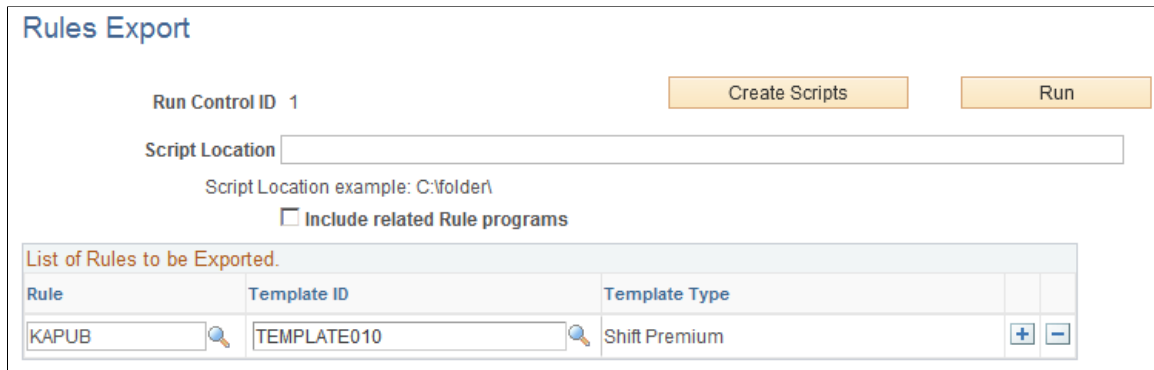 Rules Export
Run Control ID 1 Create Scripts Run
Script Location
Script Location example: C:\folder\
Include related Rule programs
List of Rules to be Exported.
Rule Template ID Template Type
KAPUB TEMPLATE010 Shift Premium